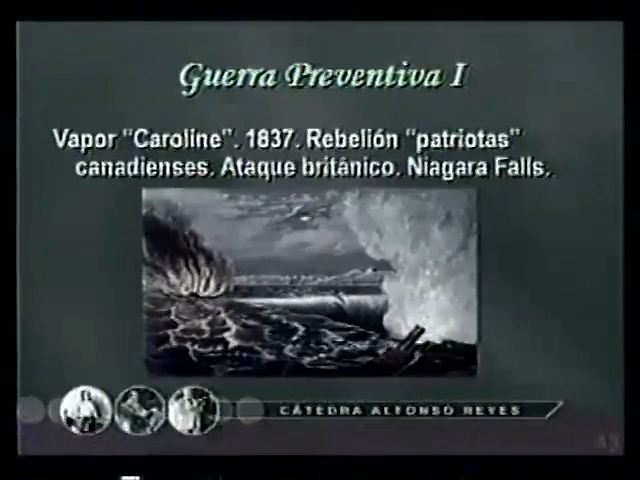 Guerra Preventiva I
Vapor "Caroline". 1837. Rebelión "patriotas"
canadienses. Ataque británico. Niagara Falls.
CÁTEDRA ALFONSO REYES
43